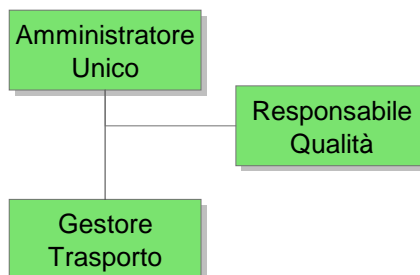 Amministratore
Unico
Responsabile
Qualità
Gestore
Trasporto